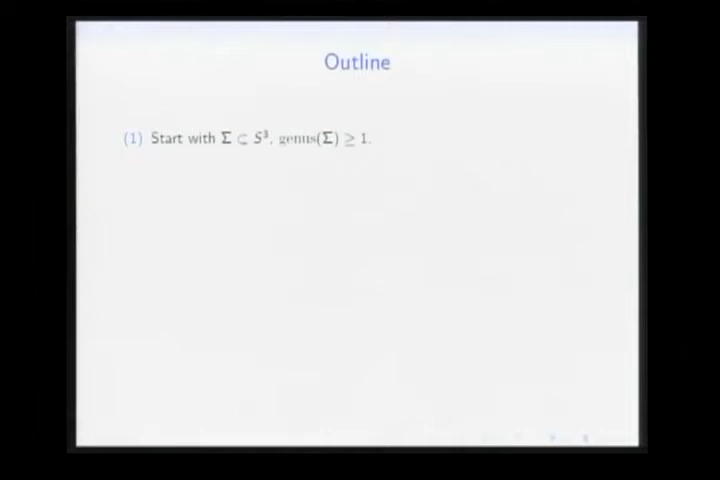 Outline
(1) Start with Σ ⊂ S³, genus(Σ) ≥ 1.